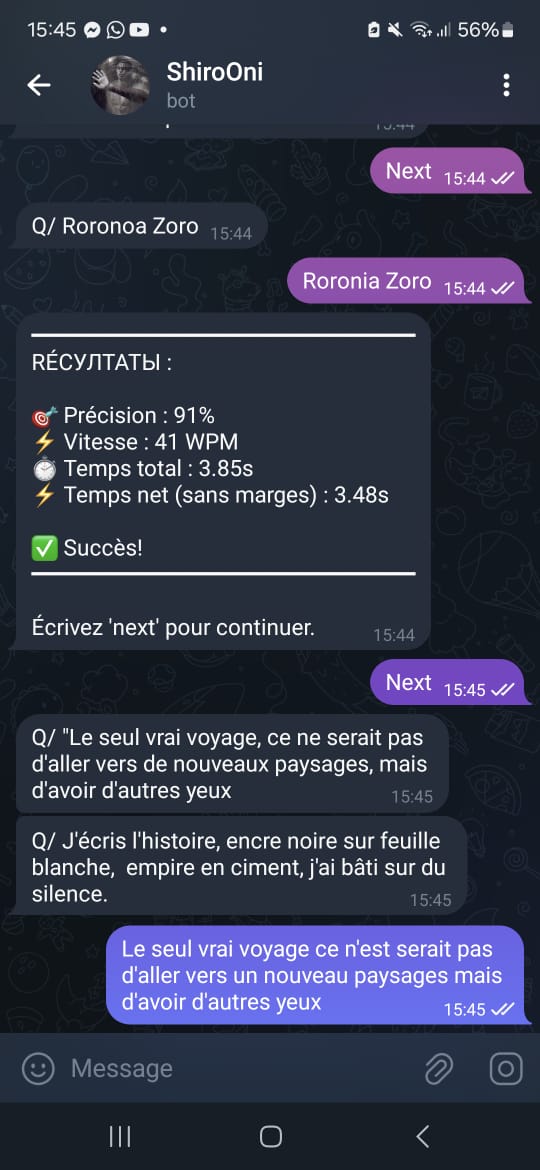 15:45
56%
ShiroOni
bot
15:44
Next 15:44
Q/ Roronoa Zoro 15:44
Roronia Zoro 15:44
RÉCУЛТАТЫ :
Précision : 91%
Vitesse : 41 WPM
Temps total : 3.85s
Temps net (sans marges) : 3.48s
Succès!
Écrivez 'next' pour continuer. 15:44
Next 15:45
Q/ "Le seul vrai voyage, ce ne serait pas
d'aller vers de nouveaux paysages, mais
d'avoir d'autres yeux 15:45
Q/ J'écris l'histoire, encre noire sur feuille
blanche,  empire en ciment, j'ai bâti sur du
silence. 15:45
Le seul vrai voyage ce n'est serait pas
d'aller vers un nouveau paysages mais
d'avoir d'autres yeux 15:45
Message